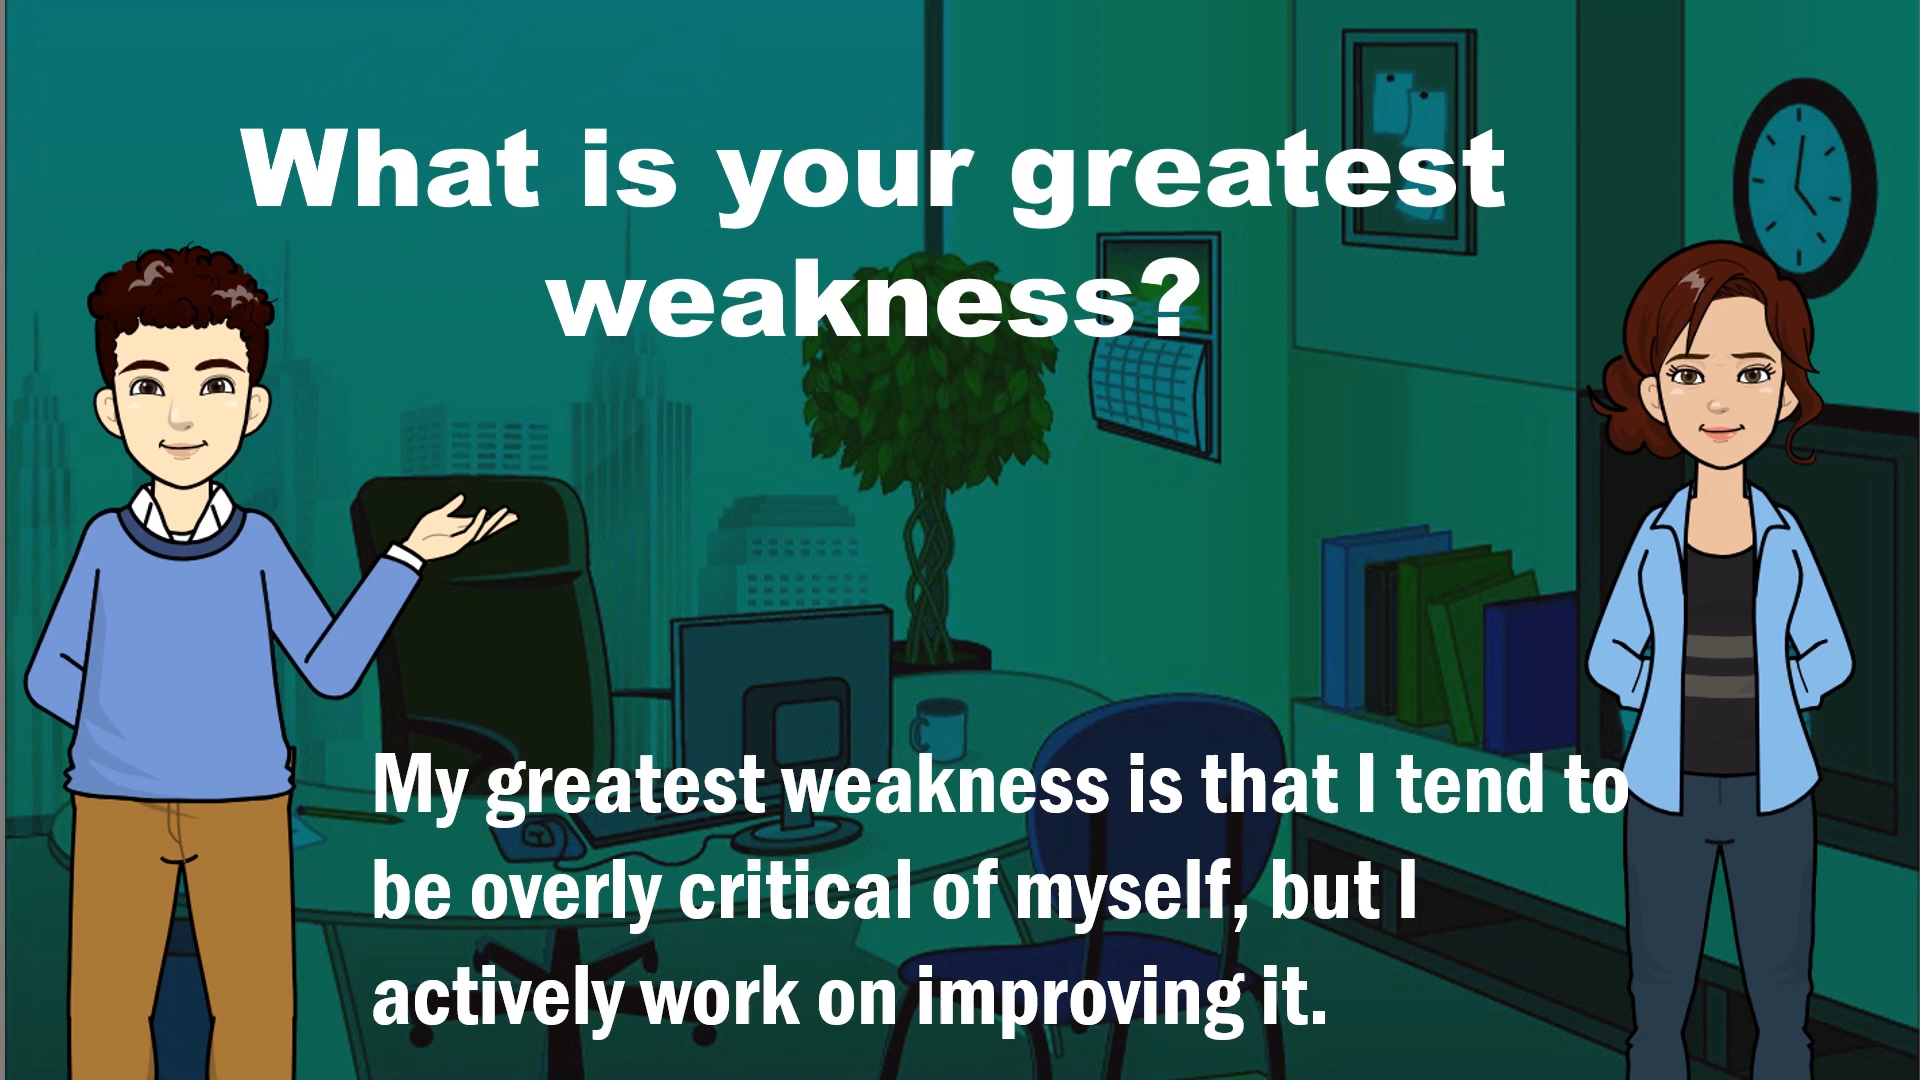 What is your greatest
weakness?
My greatest weakness is that I tend to
be overly critical of myself, but I
actively work on improving it.